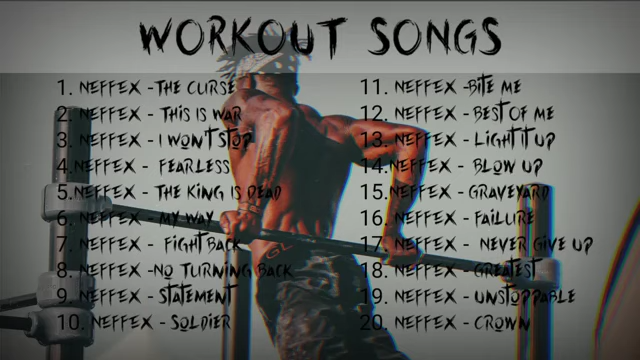 WORKOUT SONGS
1. NEFFEX - THE CURSE
2. NEFFEX - THIS IS WAR
3. NEFFEX - I WON'T STOP
4. NEFFEX - FEARLESS
5. NEFFEX - THE KING IS DEAD
6. NEFFEX - MY WAY
7. NEFFEX - FIGHT BACK
8. NEFFEX - NO TURNING BACK
9. NEFFEX - STATEMENT
10. NEFFEX - SOLDIER
11. NEFFEX - BITE ME
12. NEFFEX - BEST OF ME
13. NEFFEX - LIGHT IT UP
14. NEFFEX - BLOW UP
15. NEFFEX - GRAVEYARD
16. NEFFEX - FAILURE
17. NEFFEX - NEVER GIVE UP
18. NEFFEX - GREATEST
19. NEFFEX - UNSTOPPABLE
20. NEFFEX - CROWN